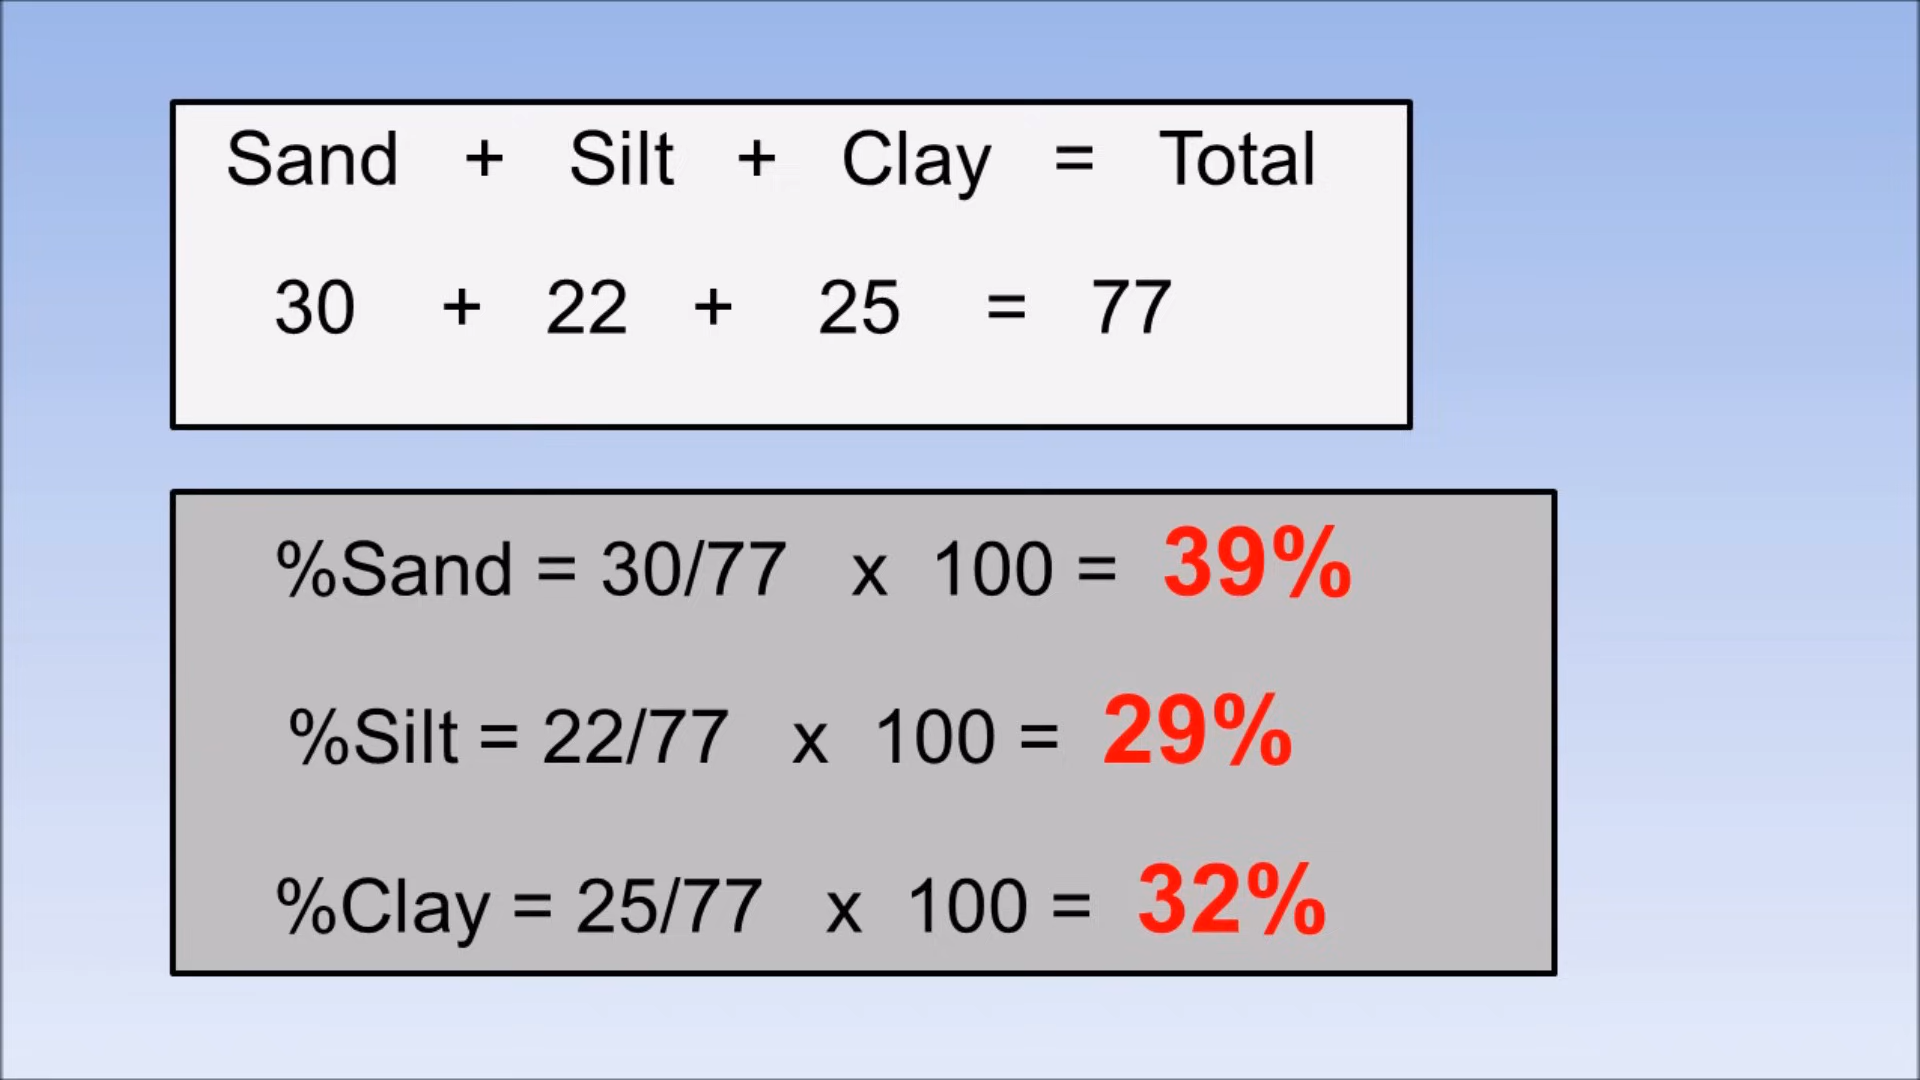 Sand + Silt + Clay = Total
30 + 22 + 25 = 77
%Sand = 30/77 x 100 = 39%
%Silt = 22/77 x 100 = 29%
%Clay = 25/77 x 100 = 32%